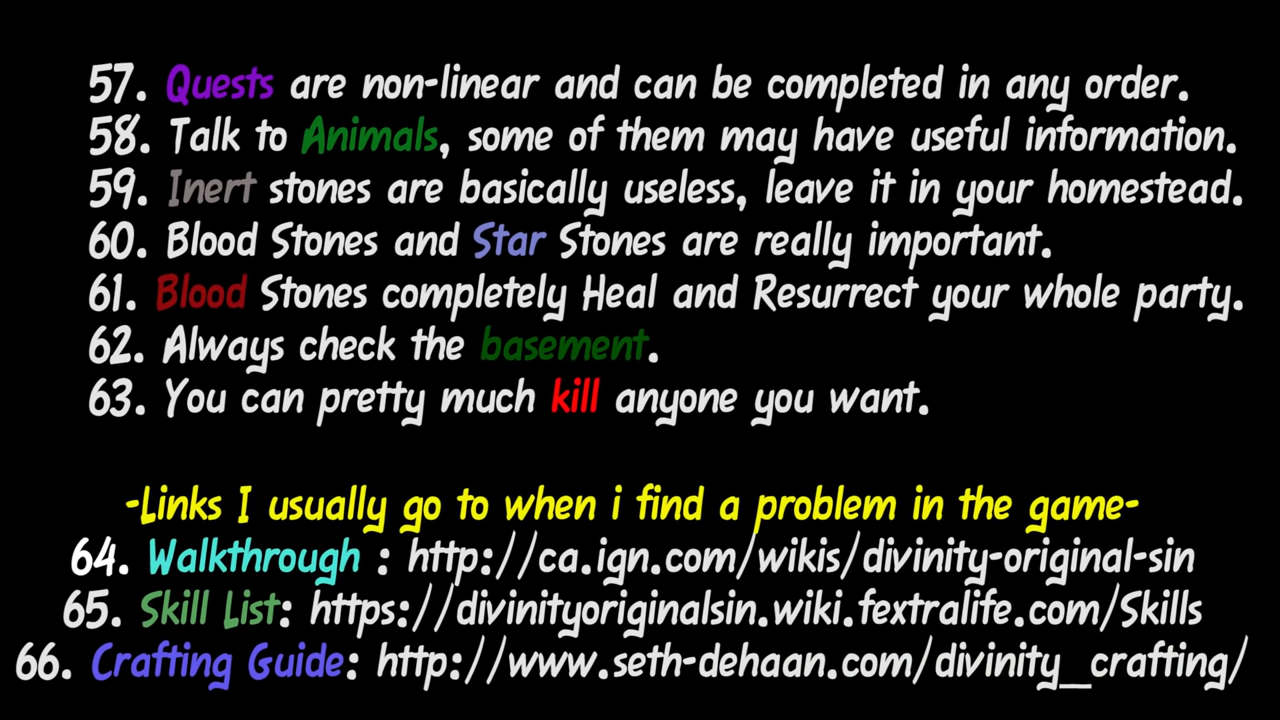 57. Quests are non-linear and can be completed in any order.
58. Talk to Animals, some of them may have useful information.
59. Inert stones are basically useless, leave it in your homestead.
60. Blood Stones and Star Stones are really important.
61. Blood Stones completely Heal and Resurrect your whole party.
62. Always check the basement.
63. You can pretty much kill anyone you want.
-Links I usually go to when i find a problem in the game-
64. Walkthrough : http://ca.ign.com/wikis/divinity-original-sin
65. Skill List: https://divinityoriginalsin.wiki.fextralife.com/Skills
66. Crafting Guide: http://www.seth-dehaan.com/divinity_crafting/